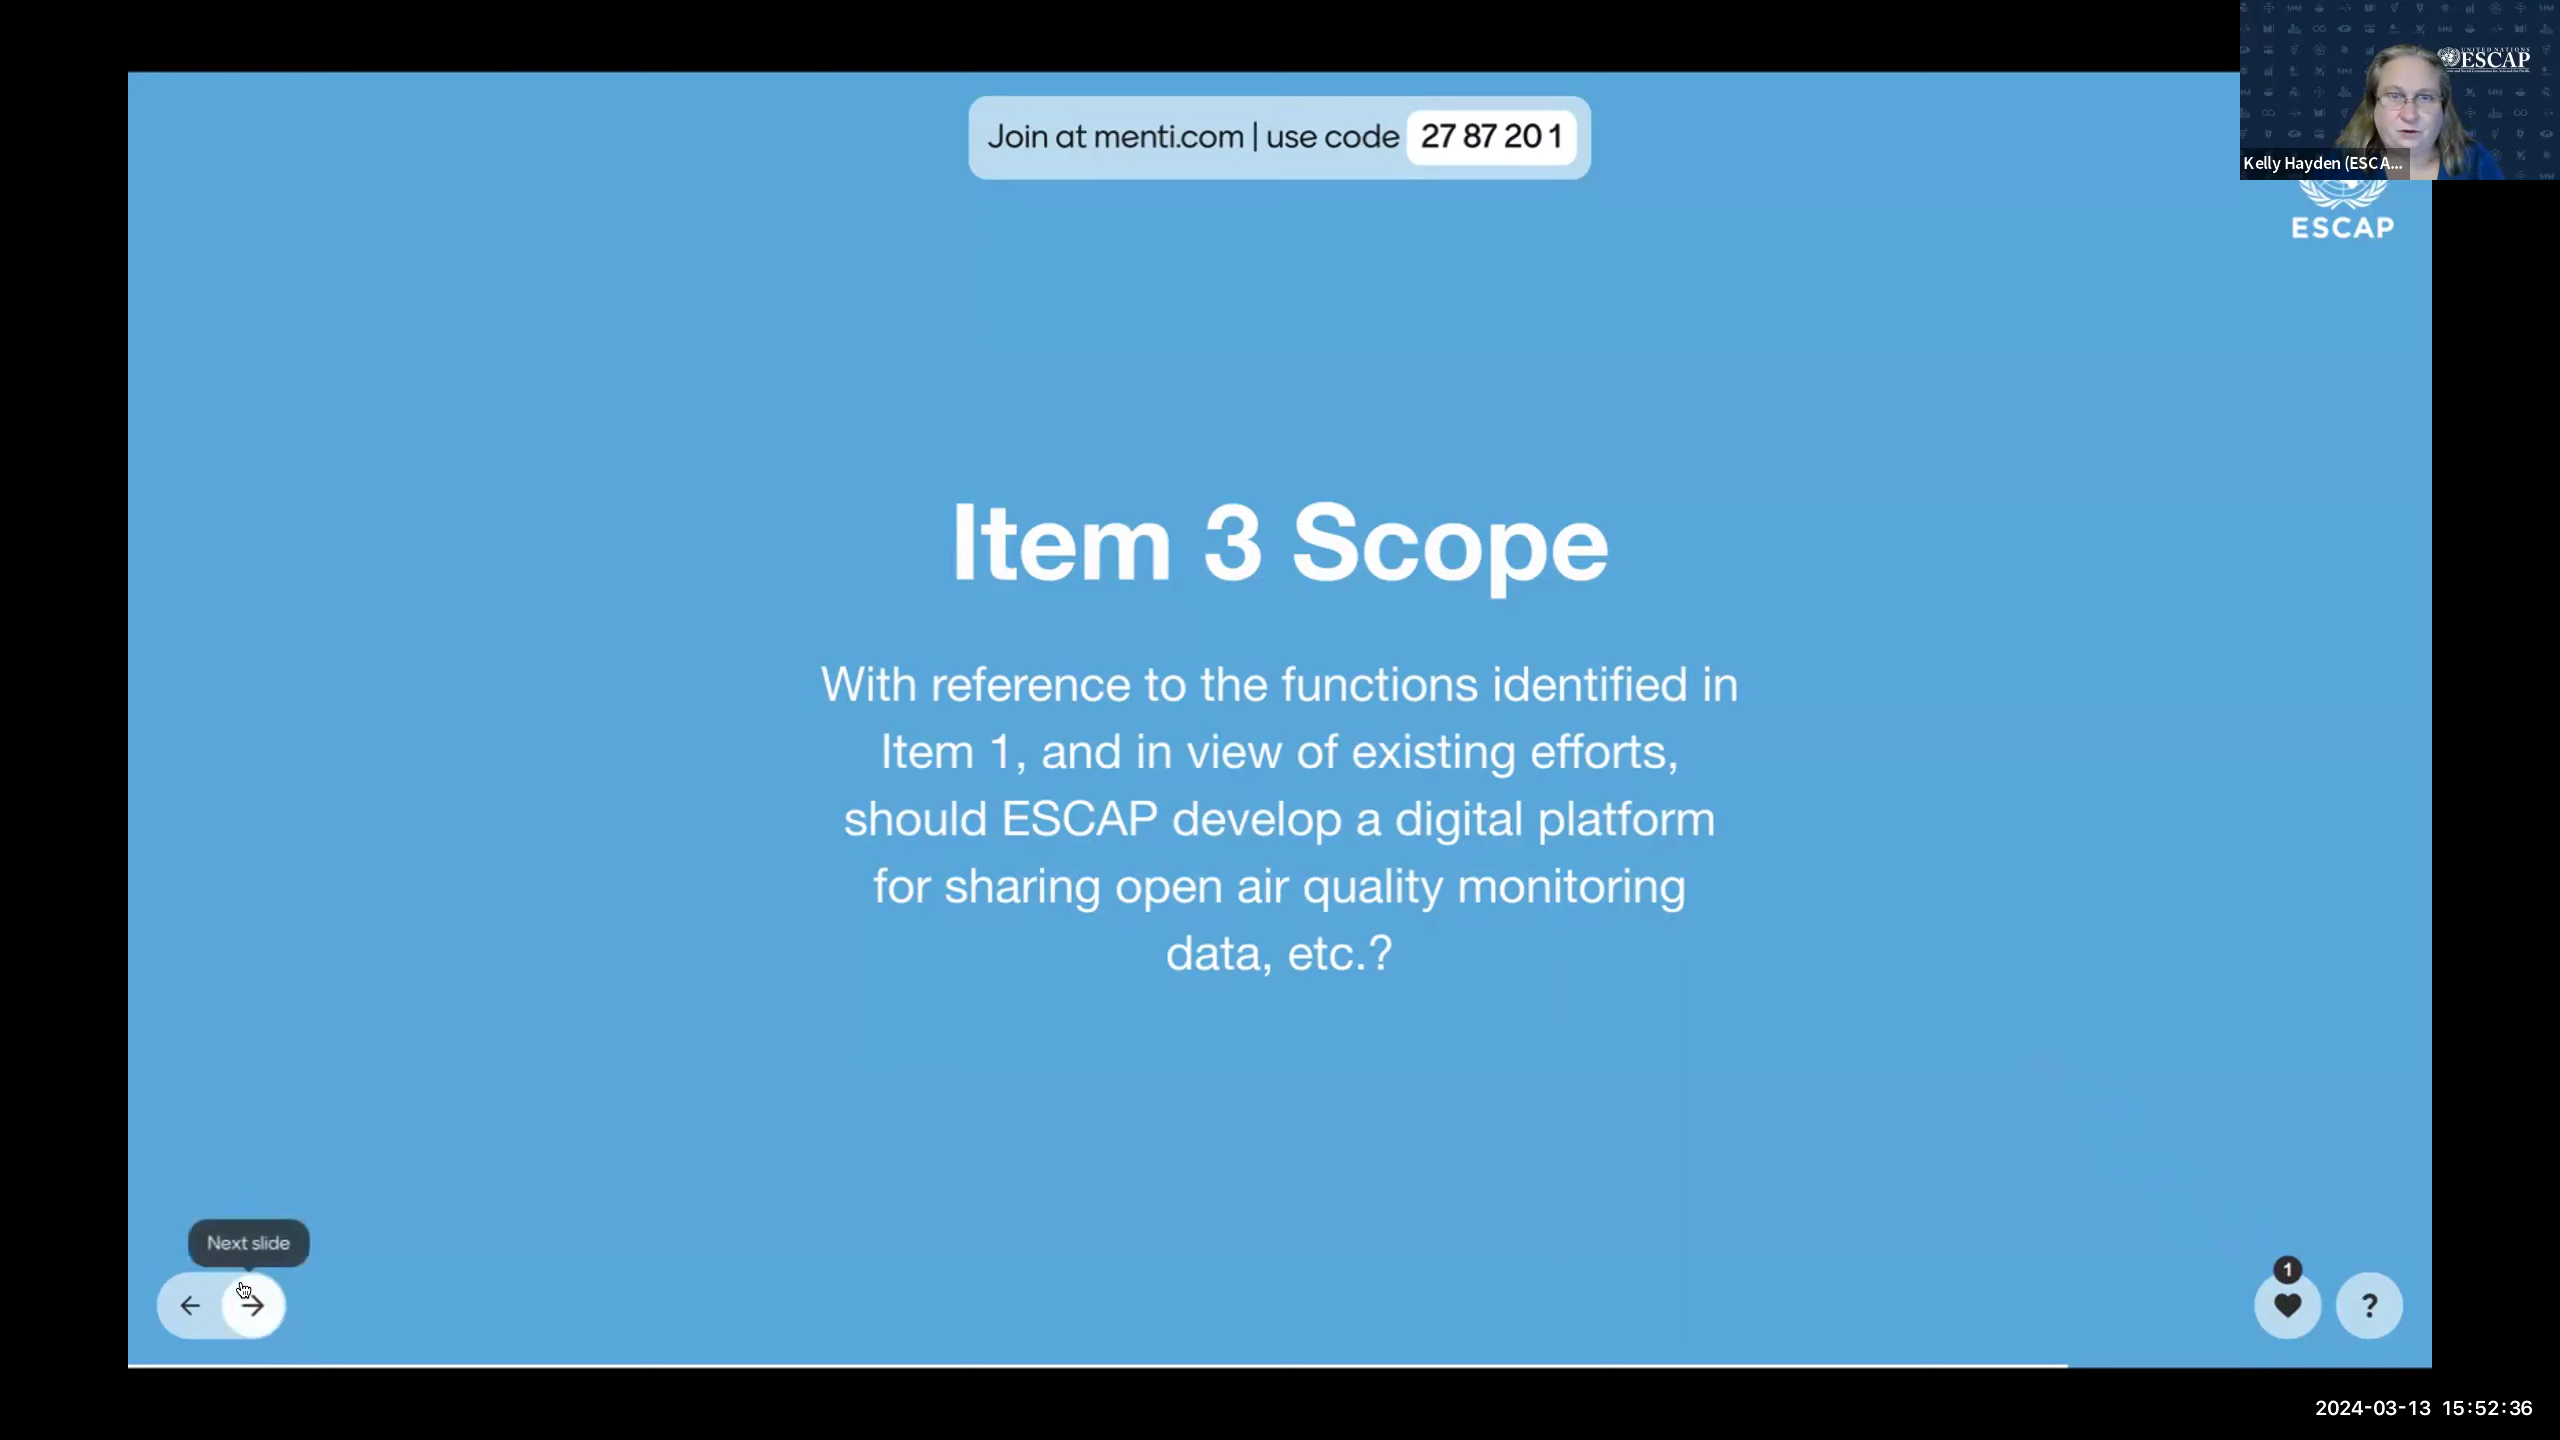 Join at menti.com | use code 27 87 20 1
UNITED NATIONS
ESCAP
Kelly Hayden (ESCA...
ESCAP
Item 3 Scope
With reference to the functions identified in
Item 1, and in view of existing efforts,
should ESCAP develop a digital platform
for sharing open air quality monitoring
data, etc.?
Next slide
1
?
2024-03-13 15:52:36